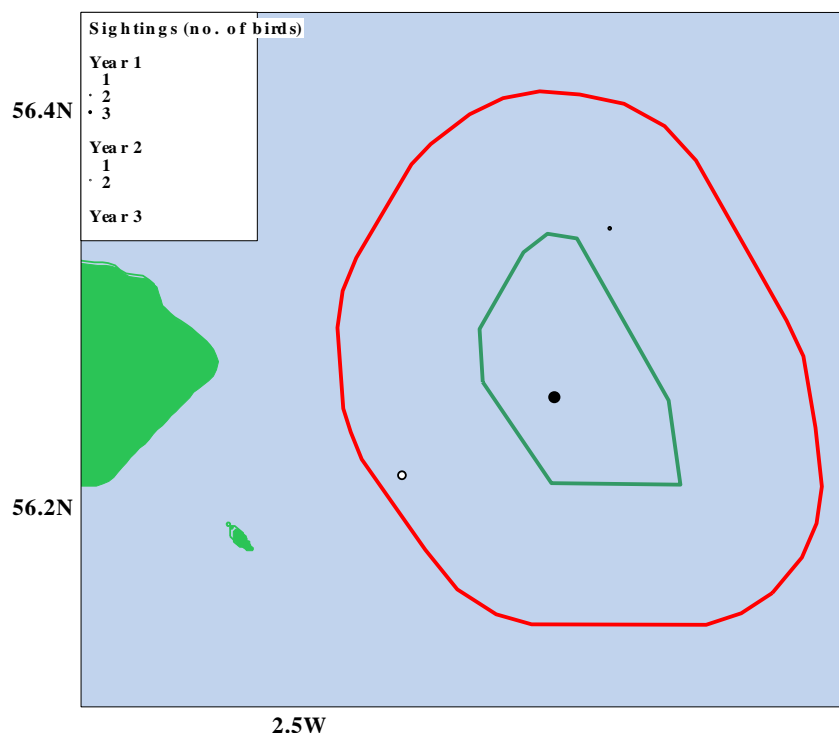 Sightings (no. of birds)
Year 1
1
2
3
Year 2
1
2
Year 3
56.4N
56.2N
2.5W